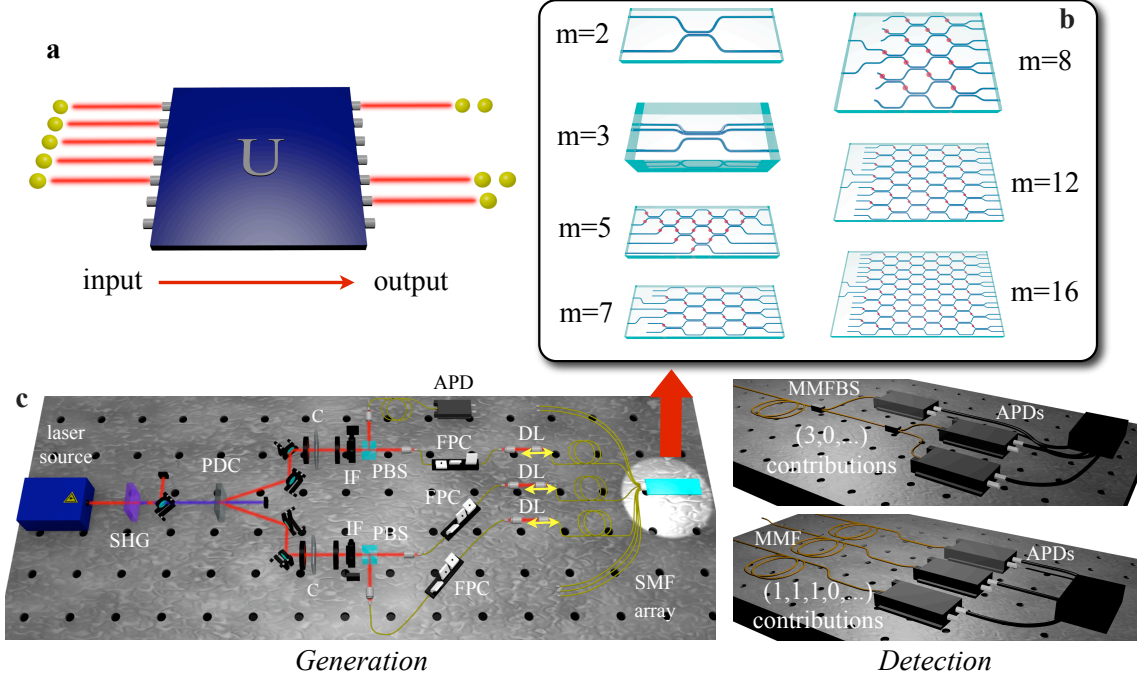 a
U
input
output
b
m=2
m=3
m=5
m=7
m=8
m=12
m=16
c
laser
source
SHG
PDC
C
C
IF
IF
PBS
PBS
APD
FPC
FPC
FPC
DL
DL
DL
SMF
array
Generation
MMFBS
APDs
(3,0,...)
contributions
MMF
APDs
(1,1,1,0,...)
contributions
Detection